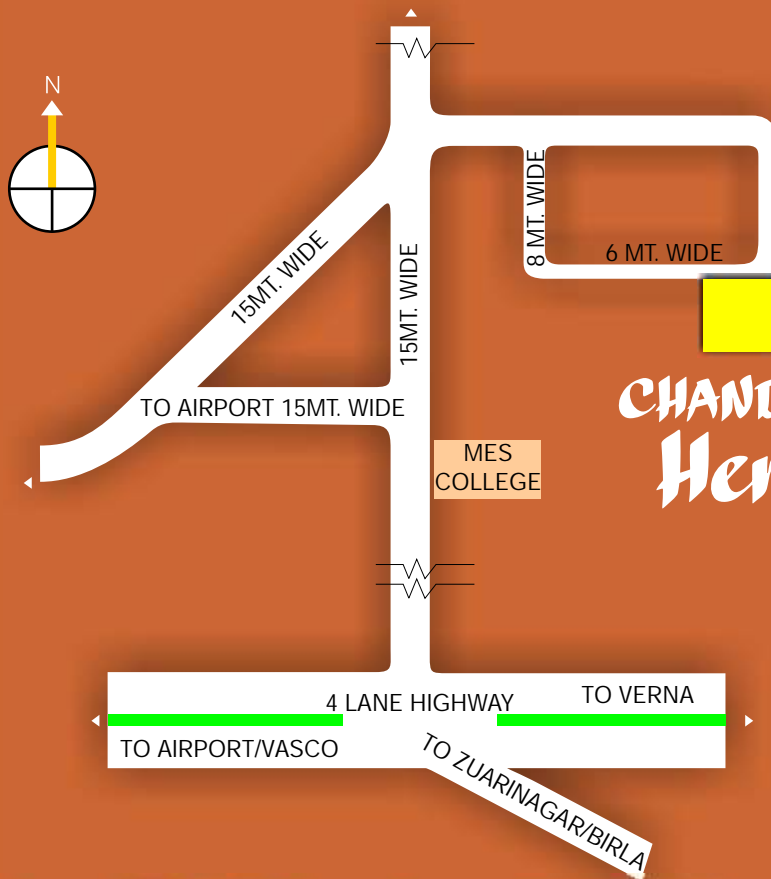 N
8 MT. WIDE
6 MT. WIDE
15MT. WIDE
15MT. WIDE
TO AIRPORT 15MT. WIDE
MES
COLLEGE
4 LANE HIGHWAY
TO VERNA
TO AIRPORT/VASCO
TO ZUARINAGAR/BIRLA